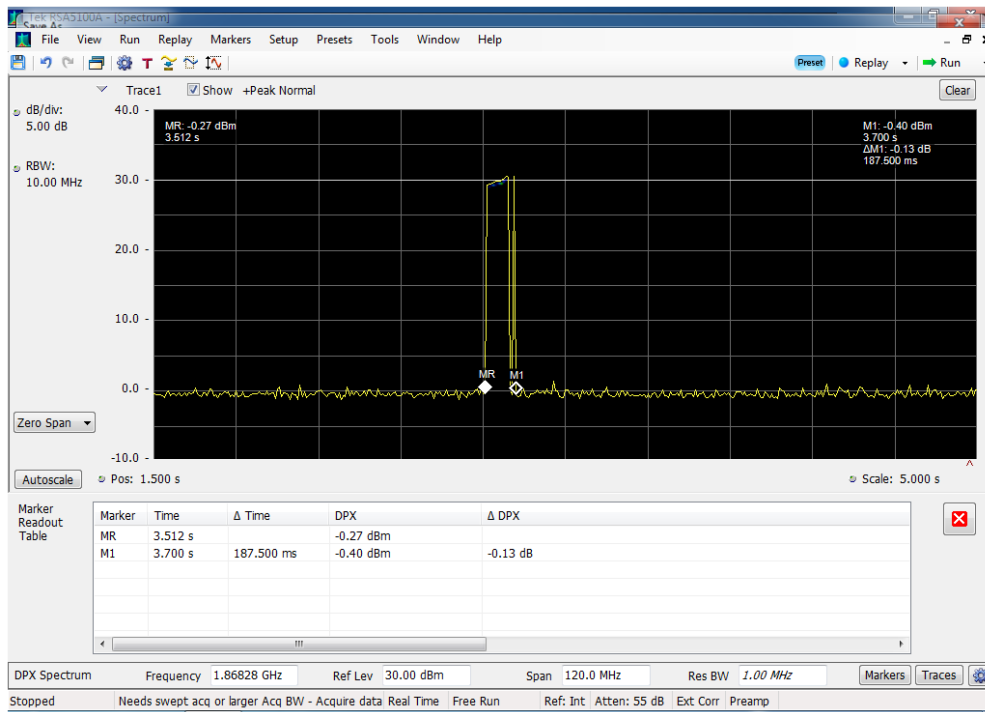 Tek RSA5100A - [Spectrum]
Save As
File View Run Replay Markers Setup Presets Tools Window Help
T Preset Replay Run
Trace1 Show +Peak Normal Clear
dB/div:
5.00 dB
RBW:
10.00 MHz
40.0 -
30.0 -
20.0 -
10.0 -
0.0 -
-10.0 -
MR: -0.27 dBm
3.512 s
M1: -0.40 dBm
3.700 s
ΔM1: -0.13 dB
187.500 ms
MR M1
Zero Span
Autoscale Pos: 1.500 s Scale: 5.000 s
Marker
Readout
Table
Marker Time Δ Time DPX Δ DPX
MR 3.512 s -0.27 dBm
M1 3.700 s 187.500 ms -0.40 dBm -0.13 dB
DPX Spectrum Frequency 1.86828 GHz Ref Lev 30.00 dBm Span 120.0 MHz Res BW 1.00 MHz Markers Traces
Stopped Needs swept acq or larger Acq BW - Acquire data Real Time Free Run Ref: Int Atten: 55 dB Ext Corr Preamp